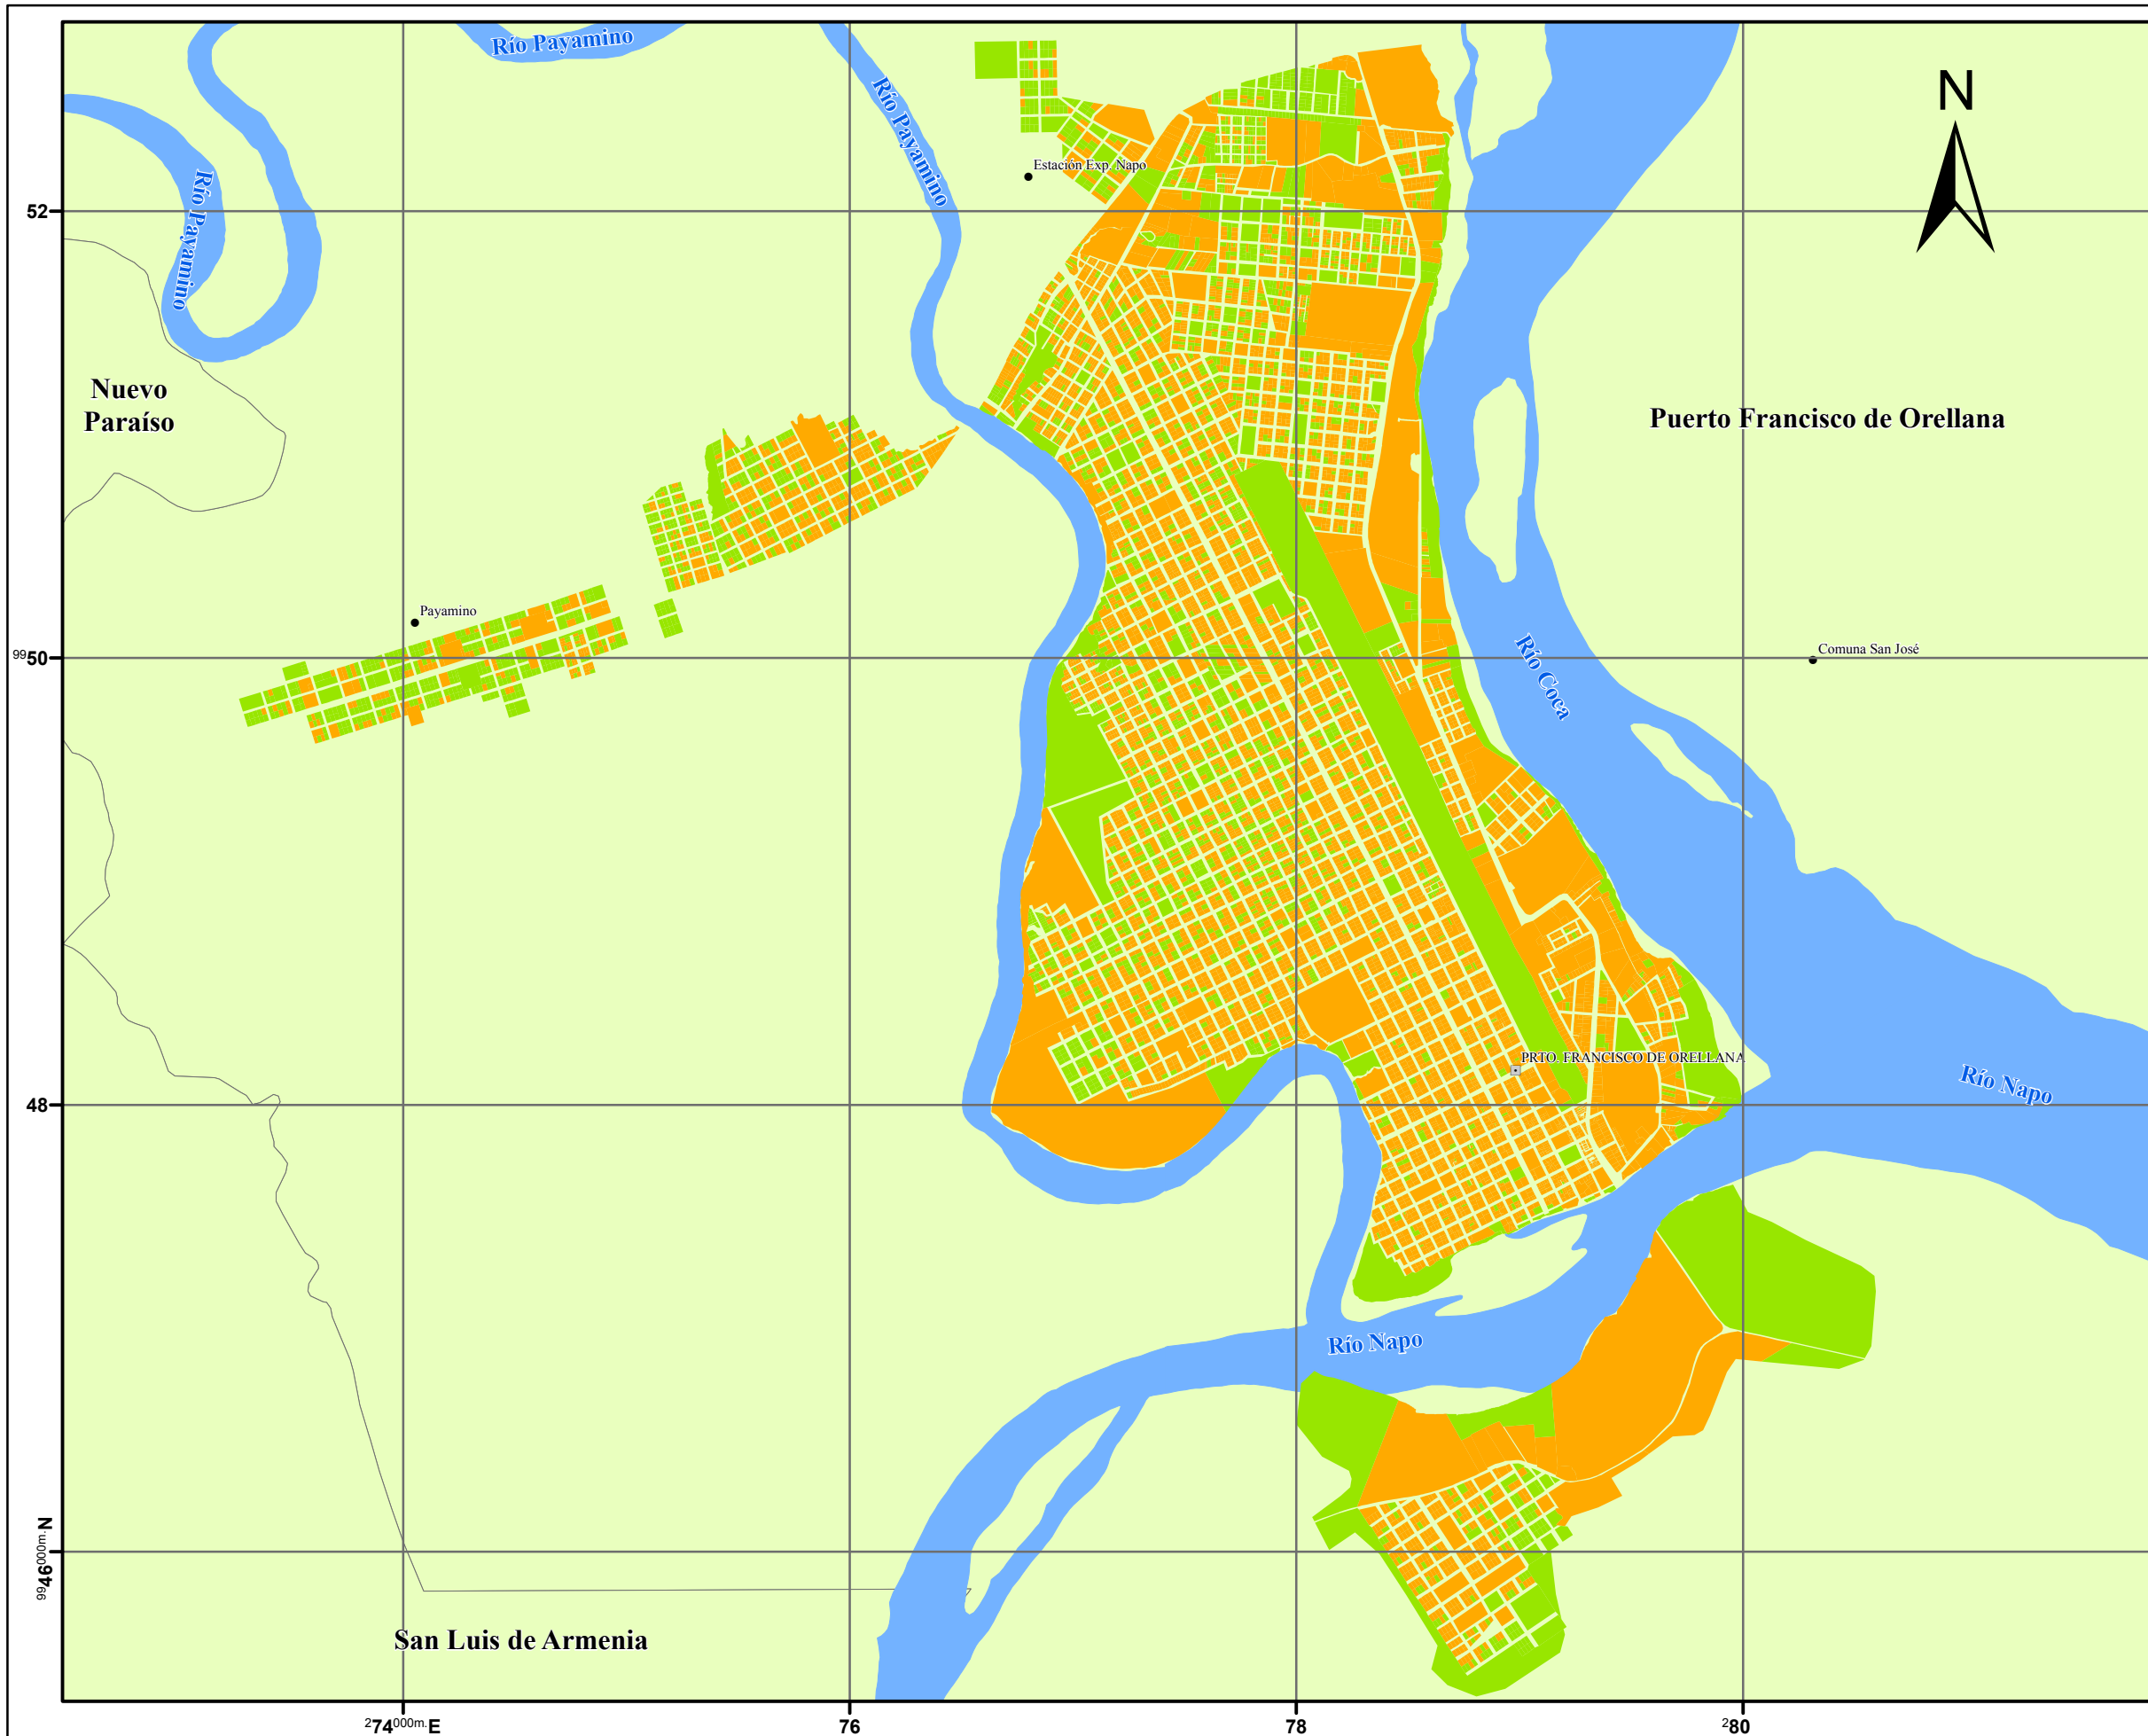 Río Payamino
N
Río Payamino
Estación Exp. Napo
Río Payamino
52
Nuevo
Paraíso
Puerto Francisco de Orellana
Payamino
9950
Comuna San José
Río Coca
PRTO. FRANCISCO DE ORELLANA
Río Napo
48
Río Napo
9946000m.N
San Luis de Armenia
274000m.E
76
78
280